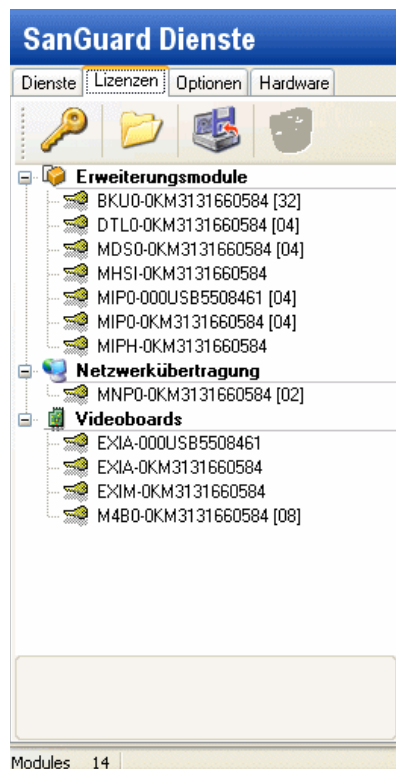 SanGuard Dienste
Dienste Lizenzen Optionen Hardware
Erweiterungsmodule
BKU0-0KM3131660584 [32]
DTL0-0KM3131660584 [04]
MDS0-0KM3131660584 [04]
MHSI-0KM3131660584
MIP0-000USB5508461 [04]
MIP0-0KM3131660584 [04]
MIPH-0KM3131660584
Netzwerkübertragung
MNP0-0KM3131660584 [02]
Videoboards
EXIA-000USB5508461
EXIA-0KM3131660584
EXIM-0KM3131660584
M4B0-0KM3131660584 [08]
Modules 14